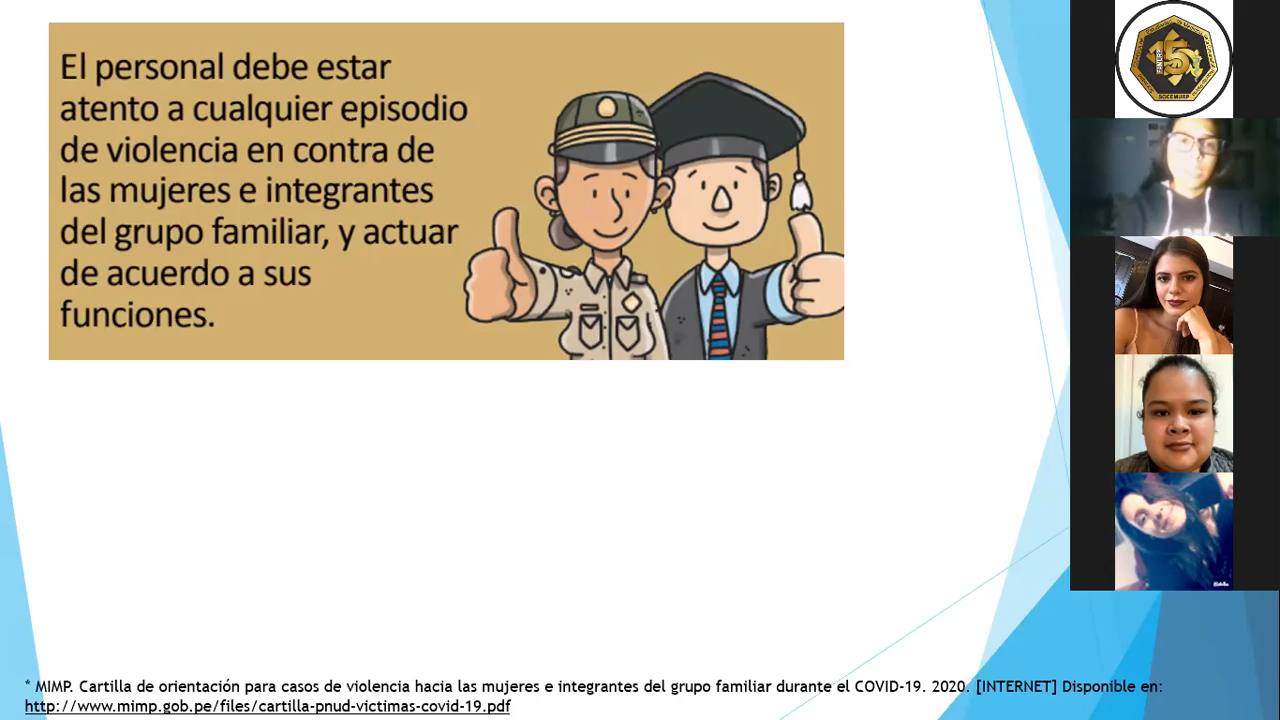 El personal debe estar
atento a cualquier episodio
de violencia en contra de
las mujeres e integrantes
del grupo familiar, y actuar
de acuerdo a sus
funciones.
15
SOCEMURP
* MIMP. Cartilla de orientación para casos de violencia hacia las mujeres e integrantes del grupo familiar durante el COVID-19. 2020. [INTERNET] Disponible en:
http://www.mimp.gob.pe/files/cartilla-pnud-victimas-covid-19.pdf